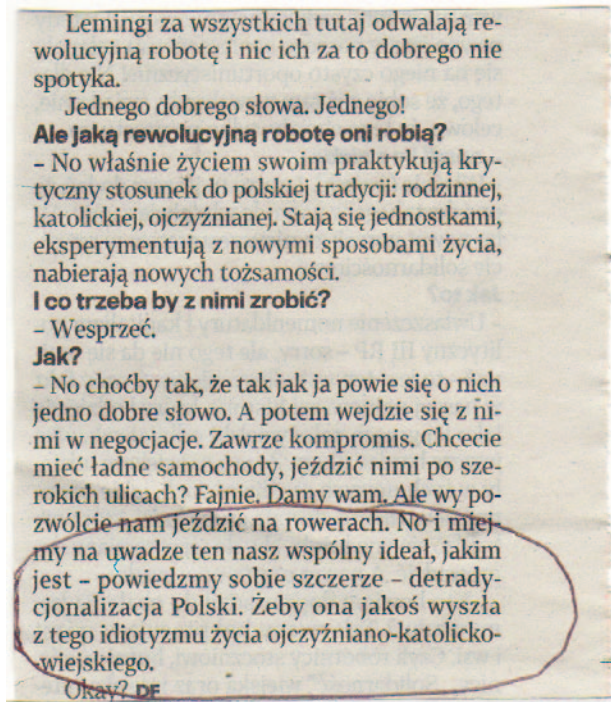 Lemingi za wszystkich tutaj odwalają re-
wolucyjną robotę i nic ich za to dobrego nie
spotyka.
Jednego dobrego słowa. Jednego!
Ale jaką rewolucyjną robotę oni robią?
– No właśnie życiem swoim praktykują kry-
tyczny stosunek do polskiej tradycji: rodzinnej,
katolickiej, ojczyźnianej. Stają się jednostkami,
eksperymentują z nowymi sposobami życia,
nabierają nowych tożsamości.
I co trzeba by z nimi zrobić?
– Wesprzeć.
Jak?
– No choćby tak, że tak jak ja powie się o nich
jedno dobre słowo. A potem wejdzie się z ni-
mi w negocjacje. Zawrze kompromis. Chcecie
mieć ładne samochody, jeździć nimi po sze-
rokich ulicach? Fajnie. Damy wam. Ale wy po-
zwólcie nam jeździć na rowerach. No i miej-
my na uwadze ten nasz wspólny ideał, jakim
jest – powiedzmy sobie szczerze – detrady-
cjonalizacja Polski. Żeby ona jakoś wyszła
z tego idiotyzmu życia ojczyźniano-katolicko-
-wiejskiego.
Okay? DF